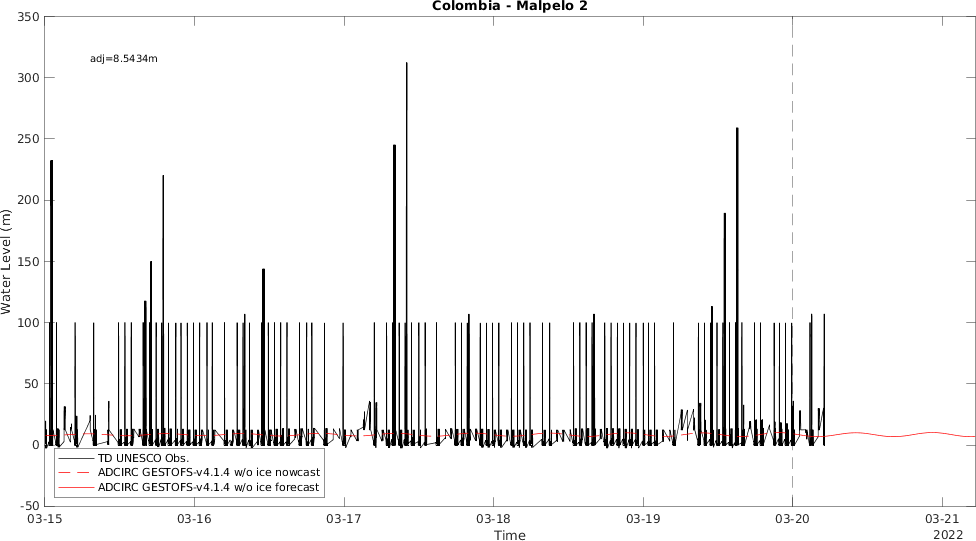 Colombia - Malpelo 2
350
300
250
200
150
100
50
0
-50
Water Level (m)
adj=8.5434m
TD UNESCO Obs.
ADCIRC GESTOFS-v4.1.4 w/o ice nowcast
ADCIRC GESTOFS-v4.1.4 w/o ice forecast
03-15 03-16 03-17 03-18 03-19 03-20 03-21
Time
2022